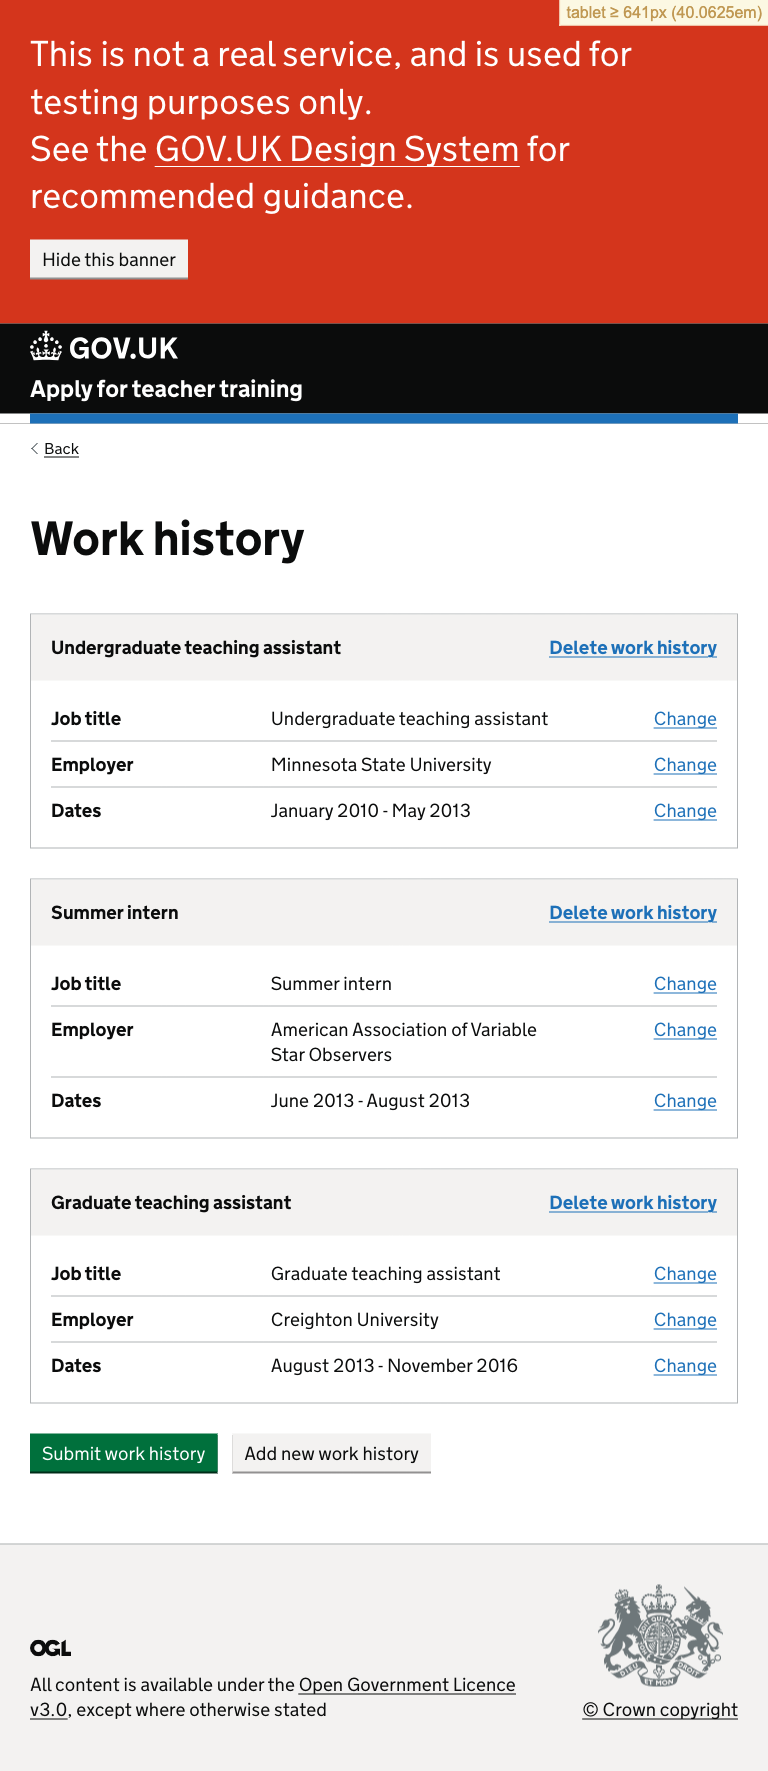 tablet ≥ 641px (40.0625em)
This is not a real service, and is used for
testing purposes only.
See the GOV.UK Design System for
recommended guidance.
Hide this banner
GOV.UK
Apply for teacher training
Back
Work history
Undergraduate teaching assistant Delete work history
Job title Undergraduate teaching assistant Change
Employer Minnesota State University Change
Dates January 2010 - May 2013 Change
Summer intern Delete work history
Job title Summer intern Change
Employer American Association of Variable Change
Star Observers
Dates June 2013 - August 2013 Change
Graduate teaching assistant Delete work history
Job title Graduate teaching assistant Change
Employer Creighton University Change
Dates August 2013 - November 2016 Change
Submit work history Add new work history
OGL
All content is available under the Open Government Licence
v3.0, except where otherwise stated
© Crown copyright